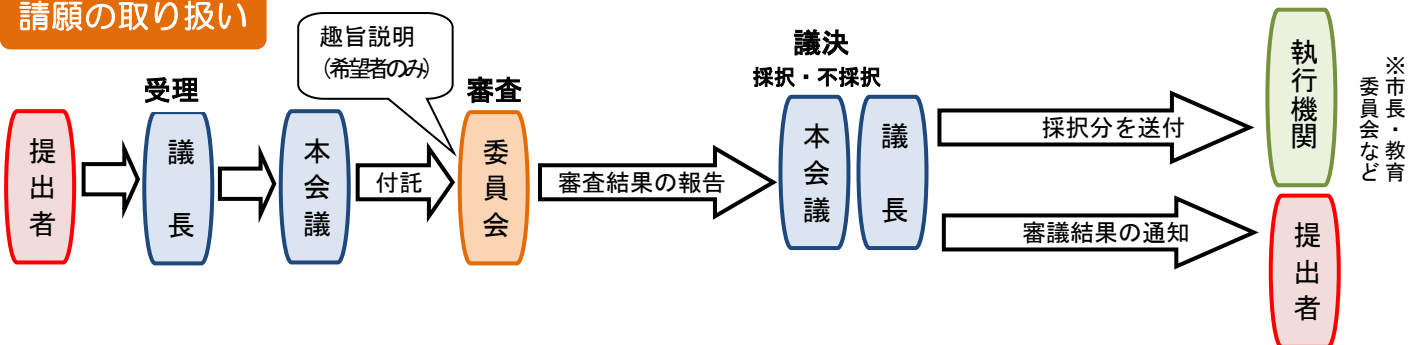 請願の取り扱い
趣旨説明
（希望者のみ）
受理
審査
議決
採択・不採択
提出者
議長
本会議
付託
委員会
審査結果の報告
本会議
議長
採択分を送付
審議結果の通知
執行機関
※市長・教育
委員会など
提出者